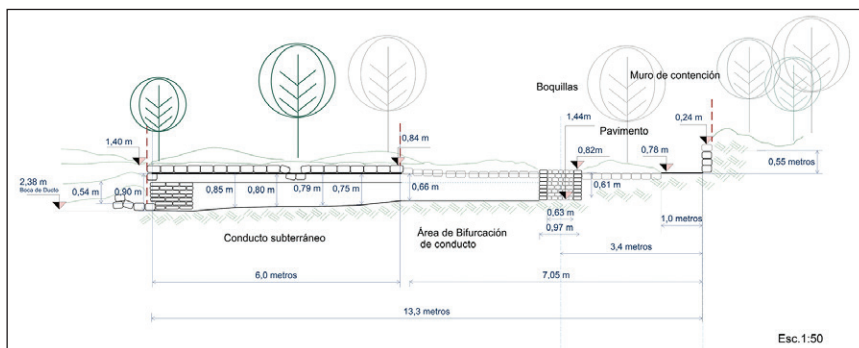 Muro de contención
Boquillas
1,44m
0,24 m
Pavimento
1,40 m
0,84 m
0,82m
0,78 m
0,55 metros
2,38 m
Boca de Ducto
0,54 m
0,90 m
0,85 m
0,80 m
0,79 m
0,75 m
0,66 m
0,61 m
0,63 m
0,97 m
1,0 metros
Conducto subterráneo
Área de Bifurcación
de conducto
3,4 metros
6,0 metros
7,05 m
13,3 metros
Esc.1:50